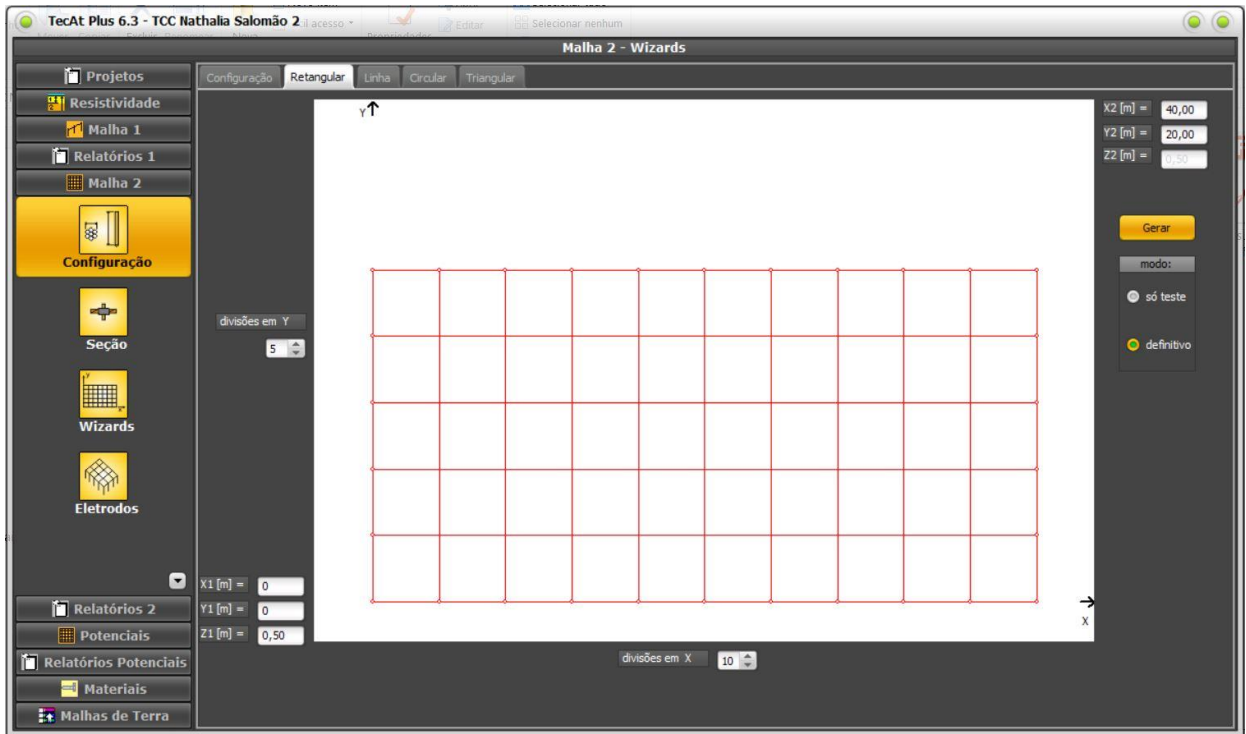 TecAt Plus 6.3 - TCC Nathalia Salomão 2
il acesso
Editar
Selecionar nenhum
Malha 2 - Wizards
Projetos
Resistividade
Malha 1
Relatórios 1
Malha 2
Configuração
Seção
Wizards
Eletrodos
Relatórios 2
Potenciais
Relatórios Potenciais
Materiais
Malhas de Terra
Configuração Retangular Linha Circular Triangular
Y
X2 [m] = 40,00
Y2 [m] = 20,00
Z2 [m] = 0,50
Gerar
modo:
só teste
definitivo
divisões em Y
5
X1 [m] = 0
Y1 [m] = 0
Z1 [m] = 0,50
X
divisões em X 10